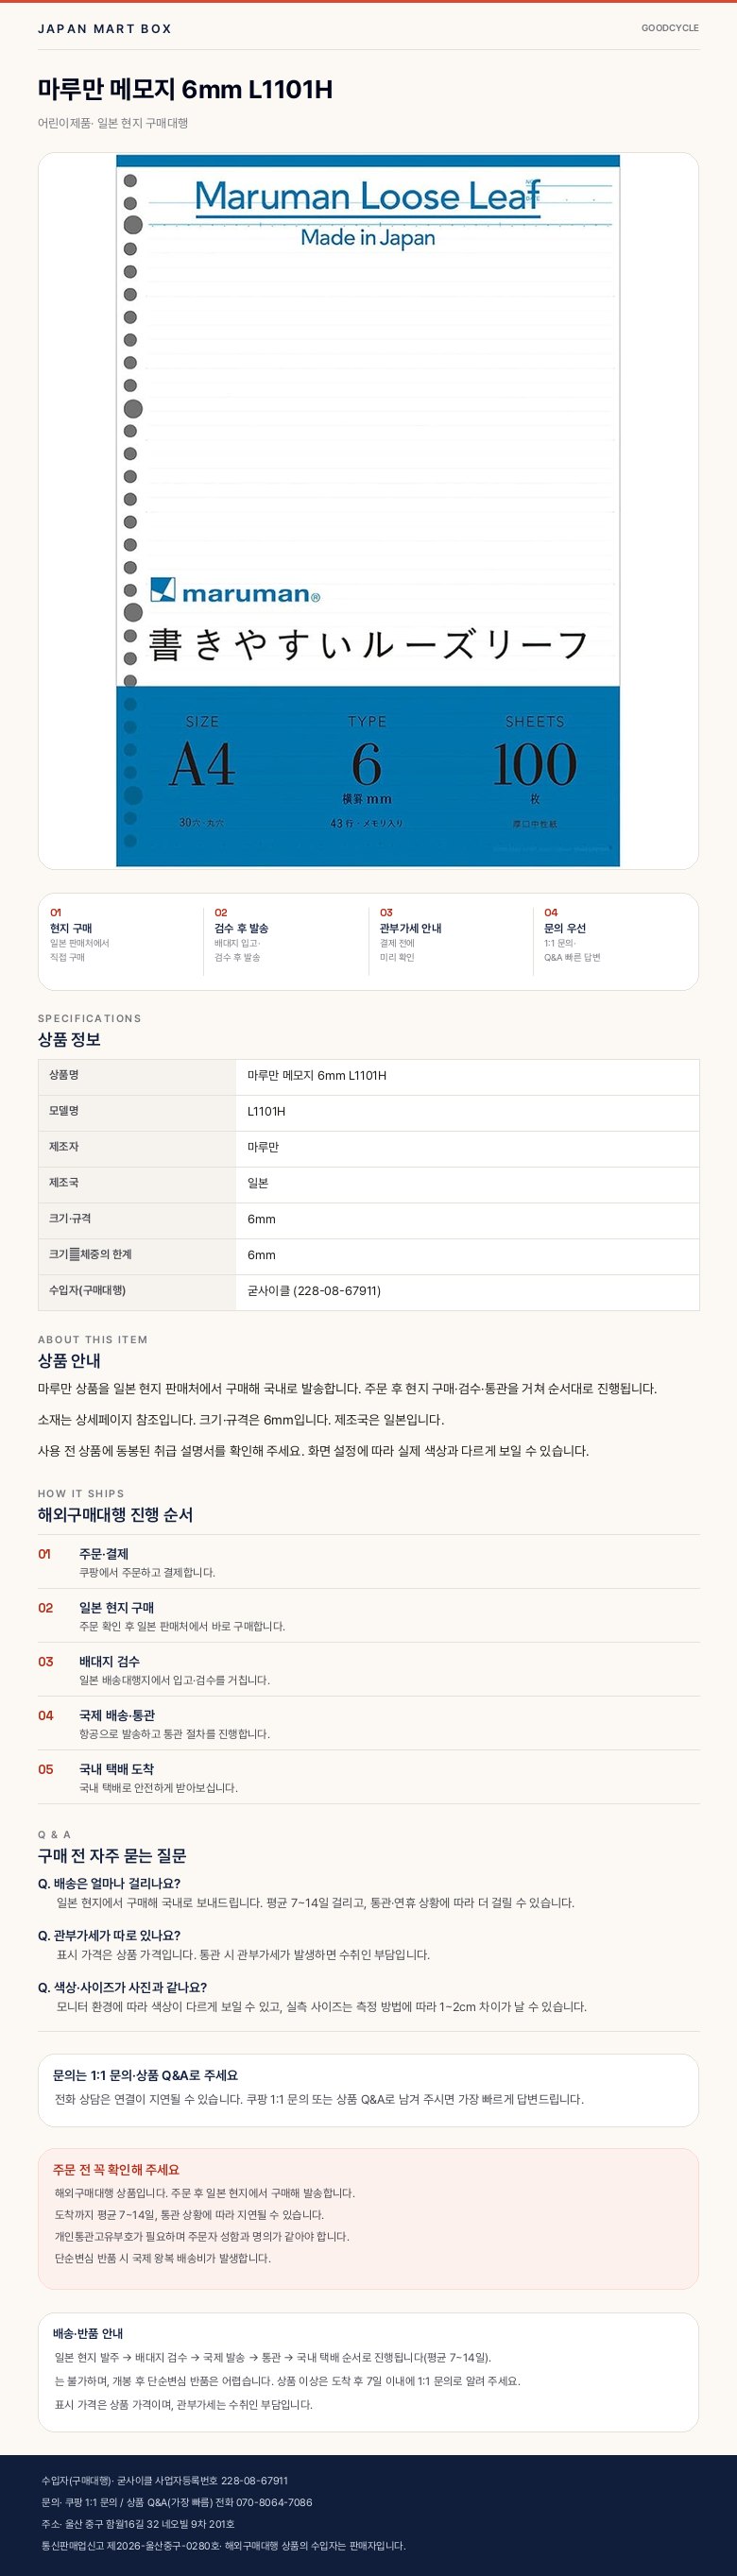 JAPAN MART BOX
GOODCYCLE
마루만 메모지 6mm L1101H
어린이제품· 일본 현지 구매대행
Maruman Loose Leaf
Made in Japan
maruman®
書きやすいルーズリーフ
SIZE
TYPE
SHEETS
A4
6
100
横罫 mm
枚
30穴・丸穴
43行・メモリ入り
厚口中性紙
01
현지 구매
일본 판매처에서
직접 구매
02
검수 후 발송
배대지 입고·
검수 후 발송
03
관부가세 안내
결제 전에
미리 확인
04
문의 우선
1:1 문의·
Q&A 빠른 답변
SPECIFICATIONS
상품 정보
상품명 마루만 메모지 6mm L1101H
모델명 L1101H
제조자 마루만
제조국 일본
크기·규격 6mm
크기▒체중의 한계 6mm
수입자(구매대행) 굳사이클 (228-08-67911)
ABOUT THIS ITEM
상품 안내
마루만 상품을 일본 현지 판매처에서 구매해 국내로 발송합니다. 주문 후 현지 구매·검수·통관을 거쳐 순서대로 진행됩니다.
소재는 상세페이지 참조입니다. 크기·규격은 6mm입니다. 제조국은 일본입니다.
사용 전 상품에 동봉된 취급 설명서를 확인해 주세요. 화면 설정에 따라 실제 색상과 다르게 보일 수 있습니다.
HOW IT SHIPS
해외구매대행 진행 순서
01 주문·결제
쿠팡에서 주문하고 결제합니다.
02 일본 현지 구매
주문 확인 후 일본 판매처에서 바로 구매합니다.
03 배대지 검수
일본 배송대행지에서 입고·검수를 거칩니다.
04 국제 배송·통관
항공으로 발송하고 통관 절차를 진행합니다.
05 국내 택배 도착
국내 택배로 안전하게 받아보십니다.
Q & A
구매 전 자주 묻는 질문
Q. 배송은 얼마나 걸리나요?
일본 현지에서 구매해 국내로 보내드립니다. 평균 7~14일 걸리고, 통관·연휴 상황에 따라 더 걸릴 수 있습니다.
Q. 관부가세가 따로 있나요?
표시 가격은 상품 가격입니다. 통관 시 관부가세가 발생하면 수취인 부담입니다.
Q. 색상·사이즈가 사진과 같나요?
모니터 환경에 따라 색상이 다르게 보일 수 있고, 실측 사이즈는 측정 방법에 따라 1~2cm 차이가 날 수 있습니다.
문의는 1:1 문의·상품 Q&A로 주세요
전화 상담은 연결이 지연될 수 있습니다. 쿠팡 1:1 문의 또는 상품 Q&A로 남겨 주시면 가장 빠르게 답변드립니다.
주문 전 꼭 확인해 주세요
해외구매대행 상품입니다. 주문 후 일본 현지에서 구매해 발송합니다.
도착까지 평균 7~14일, 통관 상황에 따라 지연될 수 있습니다.
개인통관고유부호가 필요하며 주문자 성함과 명의가 같아야 합니다.
단순변심 반품 시 국제 왕복 배송비가 발생합니다.
배송·반품 안내
일본 현지 발주 → 배대지 검수 → 국제 발송 → 통관 → 국내 택배 순서로 진행됩니다(평균 7~14일).
는 불가하며, 개봉 후 단순변심 반품은 어렵습니다. 상품 이상은 도착 후 7일 이내에 1:1 문의로 알려 주세요.
표시 가격은 상품 가격이며, 관부가세는 수취인 부담입니다.
수입자(구매대행)· 굳사이클 사업자등록번호 228-08-67911
문의· 쿠팡 1:1 문의 / 상품 Q&A(가장 빠름) 전화 070-8064-7086
주소· 울산 중구 함월16길 32 네오빌 9차 201호
통신판매업신고 제2026-울산중구-0280호· 해외구매대행 상품의 수입자는 판매자입니다.